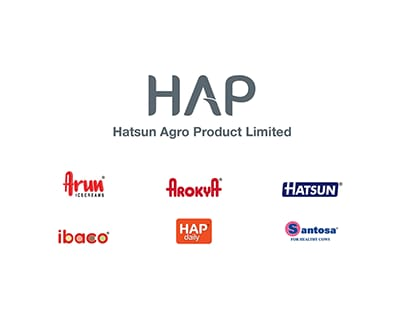 HAP
Hatsun Agro Product Limited
Arun®
ICECREAMS
AROKYA®
HATSUN®
ibaco®
HAP
daily
Santosa®
FOR HEALTHY COWS